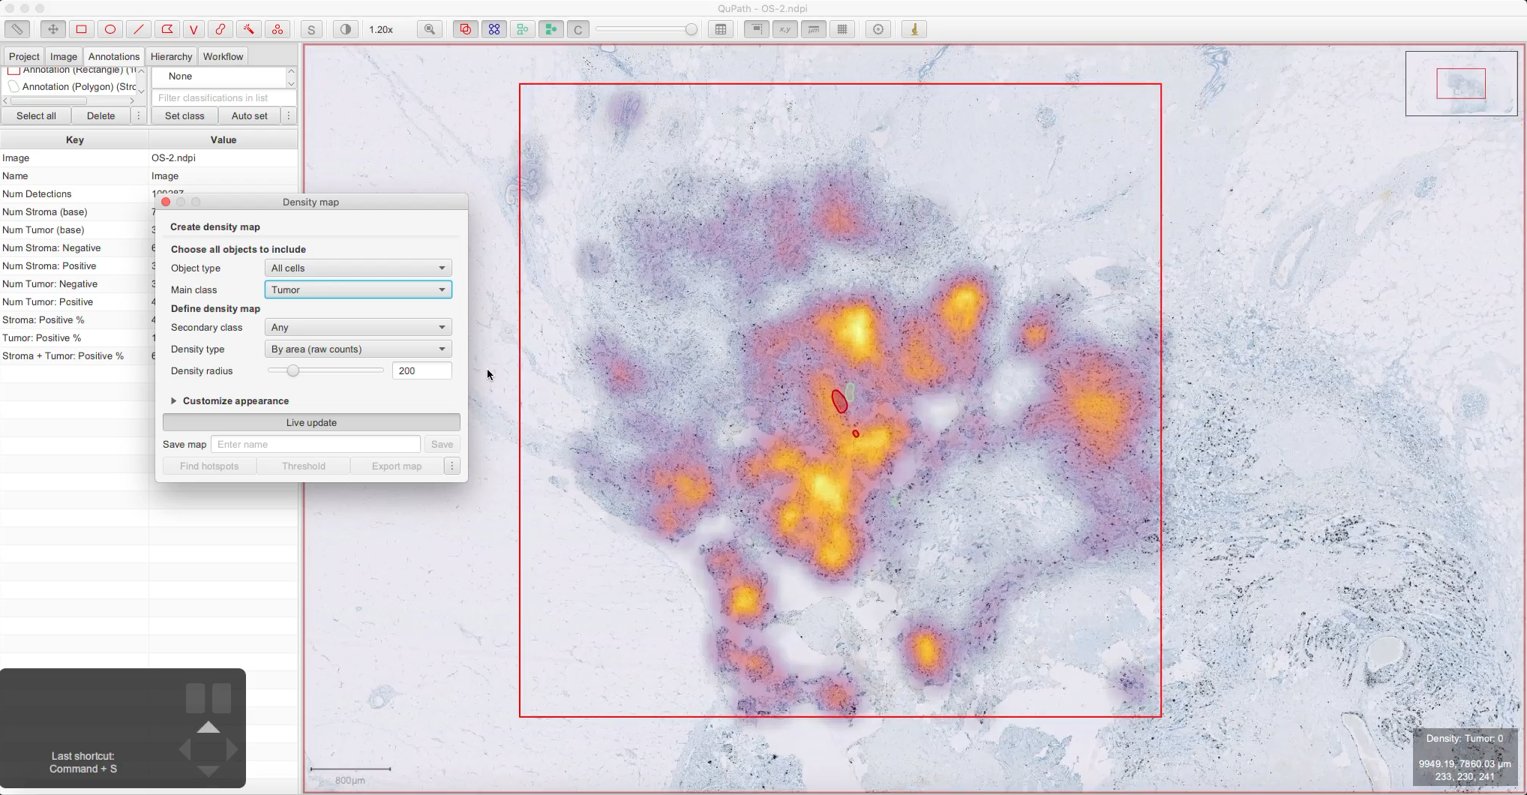 QuPath - OS-2.ndpi
S
1.20x
C
x,y
Project Image Annotations Hierarchy Workflow
Annotation (Rectangle) (1
None
Annotation (Polygon) (Strc
Filter classifications in list
Select all Delete Set class Auto set
Key Value
Image OS-2.ndpi
Name Image
Num Detections
Num Stroma (base) 7
Num Tumor (base) 3
Num Stroma: Negative 6
Num Stroma: Positive 3
Num Tumor: Negative 3
Num Tumor: Positive 4
Stroma: Positive % 4
Tumor: Positive % 1
Stroma + Tumor: Positive % 6
Density map
Create density map
Choose all objects to include
Object type All cells
Main class Tumor
Define density map
Secondary class Any
Density type By area (raw counts)
Density radius 200
Customize appearance
Live update
Save map Enter name Save
Find hotspots Threshold Export map
Last shortcut:
Command + S
800µm
Density: Tumor: 0
9949.19, 7860.03 µm
233, 230, 241